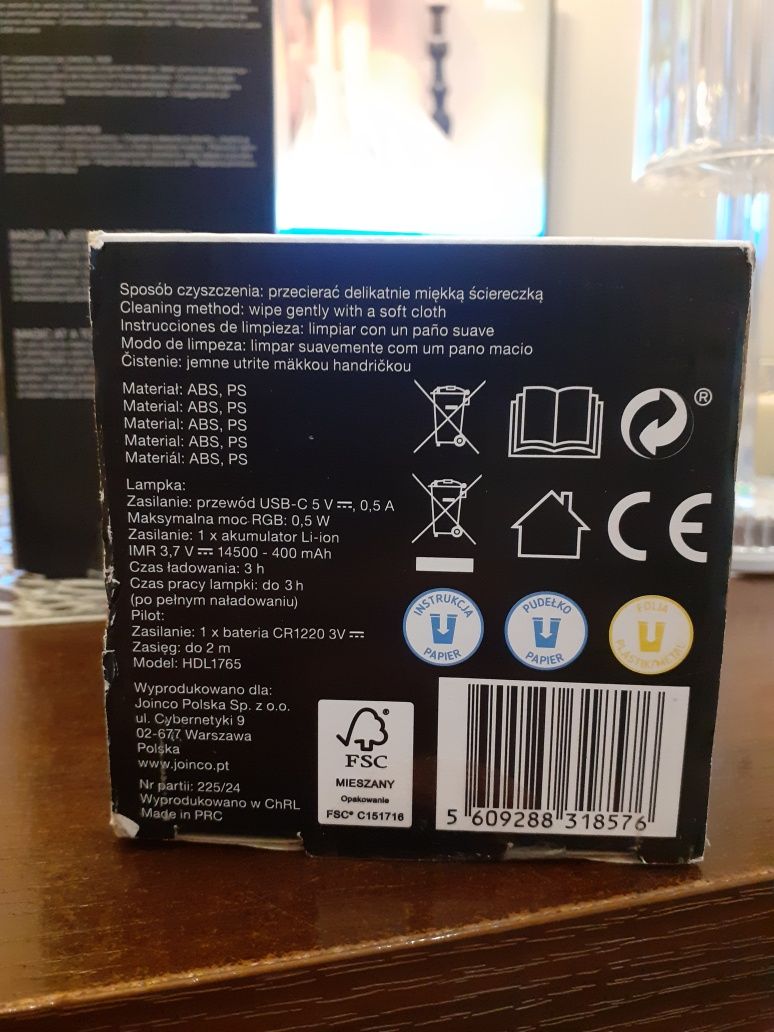 Sposób czyszczenia: przecierać delikatnie miękką ściereczką
Cleaning method: wipe gently with a soft cloth
Instrucciones de limpieza: limpiar con un paño suave
Modo de limpeza: limpar suavemente com um pano macio
Čistenie: jemne utrite mäkkou handričkou
Materiał: ABS, PS
Material: ABS, PS
Material: ABS, PS
Material: ABS, PS
Materiál: ABS, PS
Lampka:
Zasilanie: przewód USB-C 5 V ⎓, 0,5 A
Maksymalna moc RGB: 0,5 W
Zasilanie: 1 x akumulator Li-ion
IMR 3,7 V ⎓ 14500 - 400 mAh
Czas ładowania: 3 h
Czas pracy lampki: do 3 h
(po pełnym naładowaniu)
Pilot:
Zasilanie: 1 x bateria CR1220 3V ⎓
Zasięg: do 2 m
Model: HDL1765
®
CE
INSTRUKCJA
PAPIER
PUDEŁKO
PAPIER
FOLIA
PLASTIK/METAL
Wyprodukowano dla:
Joinco Polska Sp. z o.o.
ul. Cybernetyki 9
02-677 Warszawa
Polska
www.joinco.pt
Nr partii: 225/24
Wyprodukowano w ChRL
Made in PRC
®
FSC
MIESZANY
Opakowanie
FSC® C151716
5 609288 318576